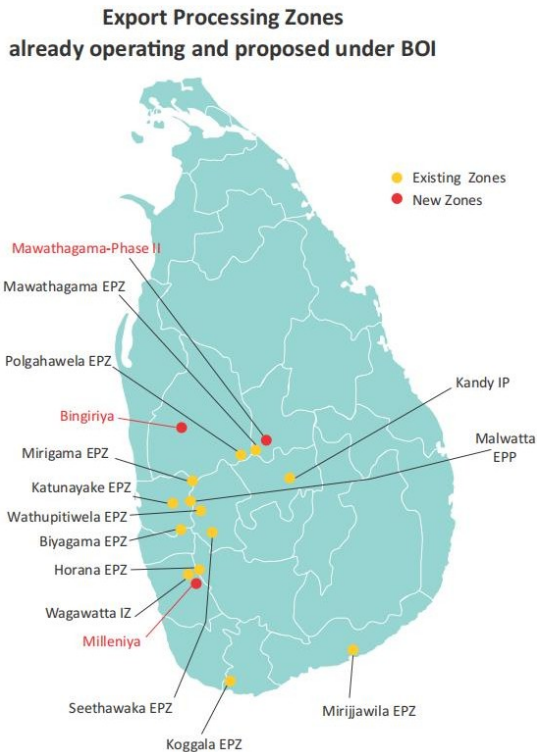 Export Processing Zones
already operating and proposed under BOI
Existing Zones
New Zones
Mawathagama-Phase II
Mawathagama EPZ
Polgahawela EPZ
Kandy IP
Bingiriya
Malwatta
EPP
Mirigama EPZ
Katunayake EPZ
Wathupitiwela EPZ
Biyagama EPZ
Horana EPZ
Wagawatta IZ
Milleniya
Seethawaka EPZ
Mirijjawila EPZ
Koggala EPZ